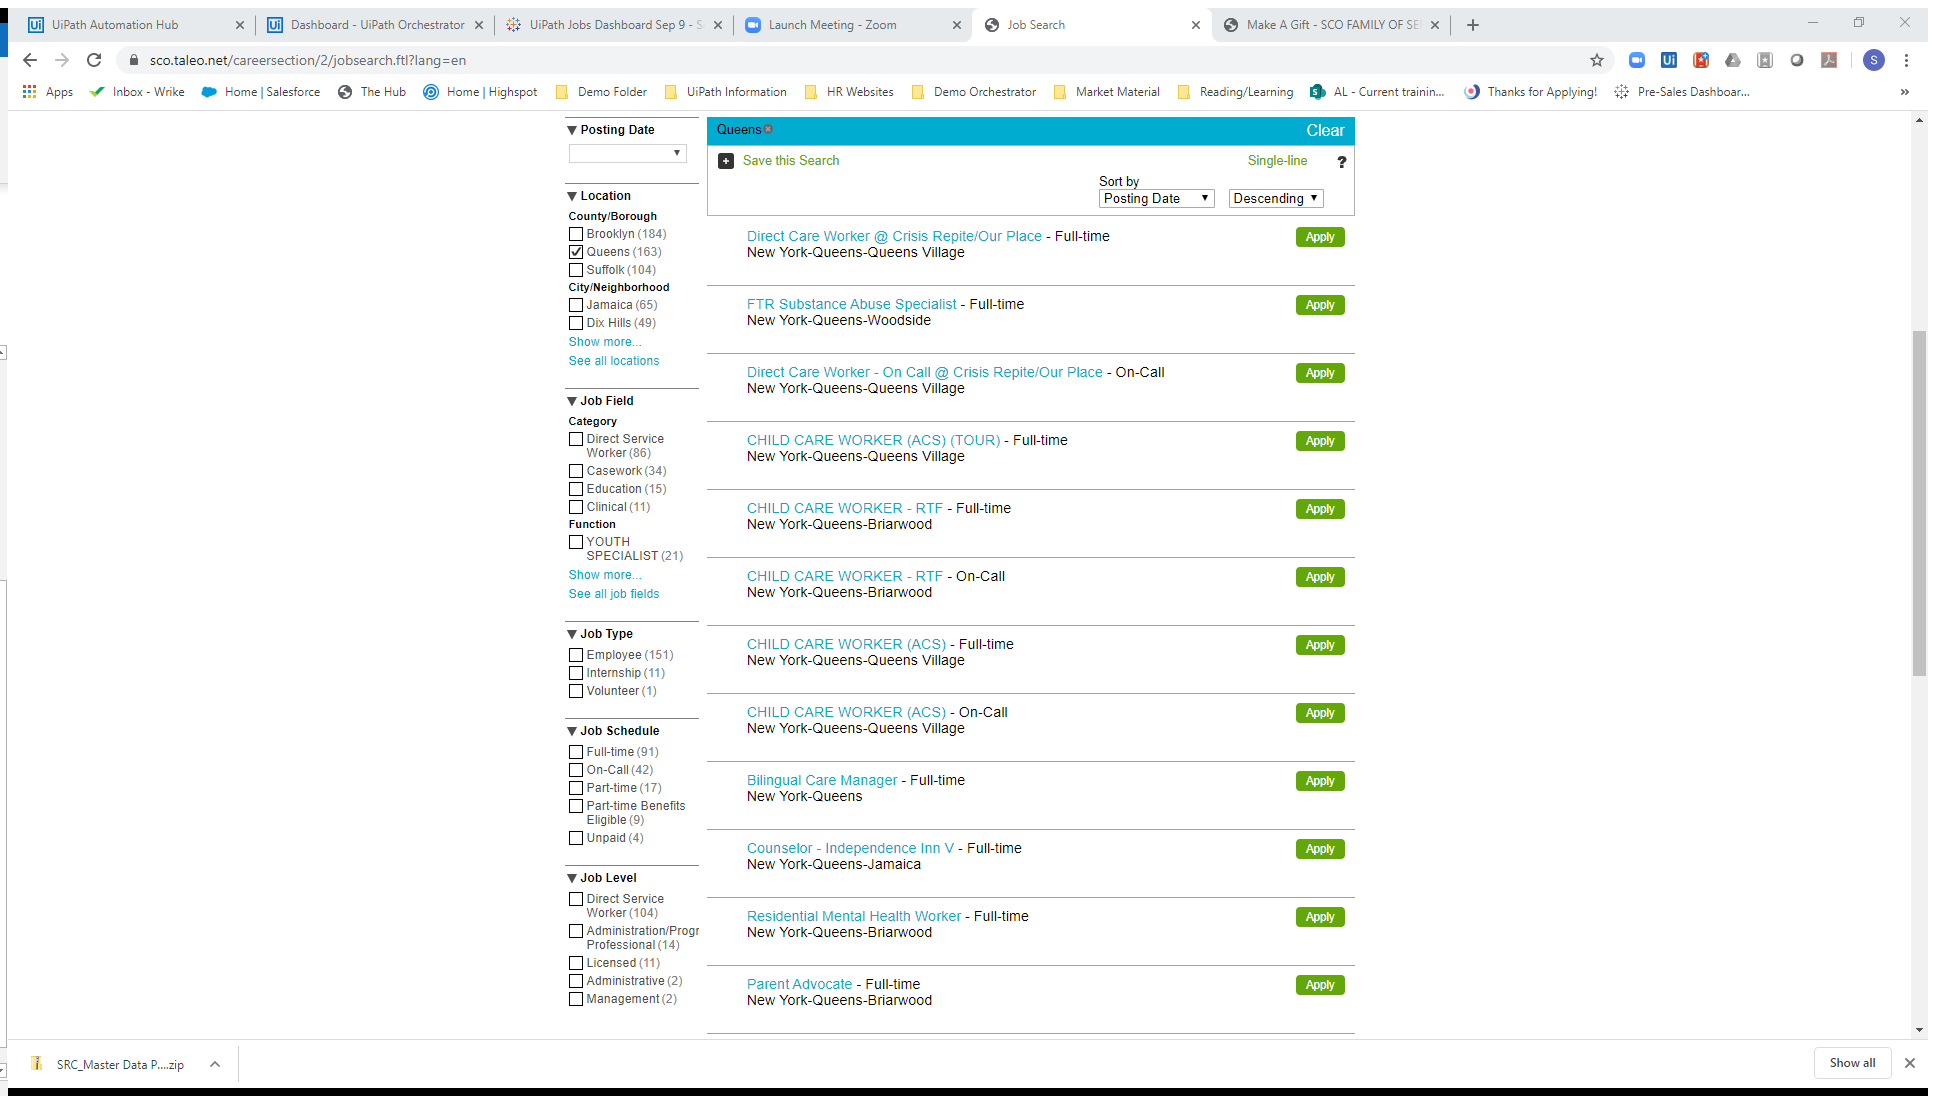 UiPath Automation Hub
Dashboard - UiPath Orchestrator
UiPath Jobs Dashboard Sep 9 - S
Launch Meeting - Zoom
Job Search
Make A Gift - SCO FAMILY OF SE
sco.taleo.net/careersection/2/jobsearch.ftl?lang=en
S
Apps
Inbox - Wrike
Home | Salesforce
The Hub
Home | Highspot
Demo Folder
UiPath Information
HR Websites
Demo Orchestrator
Market Material
Reading/Learning
AL - Current trainin...
Thanks for Applying!
Pre-Sales Dashboar...
»
Posting Date
Location
County/Borough
Brooklyn (184)
Queens (163)
Suffolk (104)
City/Neighborhood
Jamaica (65)
Dix Hills (49)
Show more...
See all locations
Job Field
Category
Direct Service
Worker (86)
Casework (34)
Education (15)
Clinical (11)
Function
YOUTH
SPECIALIST (21)
Show more...
See all job fields
Job Type
Employee (151)
Internship (11)
Volunteer (1)
Job Schedule
Full-time (91)
On-Call (42)
Part-time (17)
Part-time Benefits
Eligible (9)
Unpaid (4)
Job Level
Direct Service
Worker (104)
Administration/Progr
Professional (14)
Licensed (11)
Administrative (2)
Management (2)
Queens
Clear
Save this Search
Single-line
?
Sort by
Posting Date
Descending
Direct Care Worker @ Crisis Repite/Our Place - Full-time
New York-Queens-Queens Village
Apply
FTR Substance Abuse Specialist - Full-time
New York-Queens-Woodside
Apply
Direct Care Worker - On Call @ Crisis Repite/Our Place - On-Call
New York-Queens-Queens Village
Apply
CHILD CARE WORKER (ACS) (TOUR) - Full-time
New York-Queens-Queens Village
Apply
CHILD CARE WORKER - RTF - Full-time
New York-Queens-Briarwood
Apply
CHILD CARE WORKER - RTF - On-Call
New York-Queens-Briarwood
Apply
CHILD CARE WORKER (ACS) - Full-time
New York-Queens-Queens Village
Apply
CHILD CARE WORKER (ACS) - On-Call
New York-Queens-Queens Village
Apply
Bilingual Care Manager - Full-time
New York-Queens
Apply
Counselor - Independence Inn V - Full-time
New York-Queens-Jamaica
Apply
Residential Mental Health Worker - Full-time
New York-Queens-Briarwood
Apply
Parent Advocate - Full-time
New York-Queens-Briarwood
Apply
SRC_Master Data P....zip
Show all